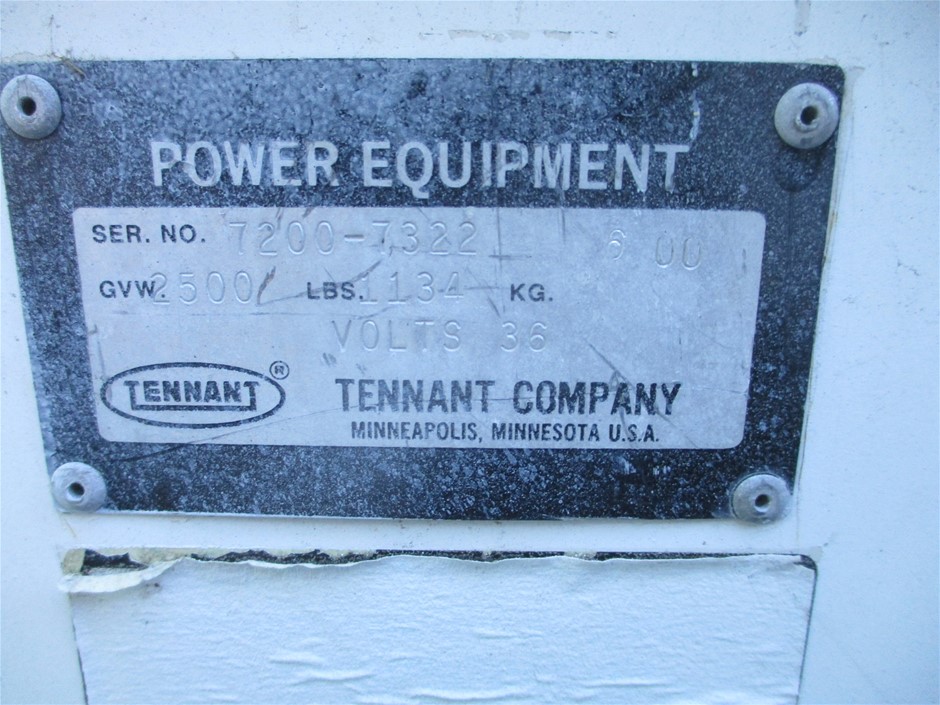 POWER EQUIPMENT
SER. NO. 7200-7322 6 00
GVW. 2500 LBS. 1134 KG.
VOLTS 36
TENNANT ® TENNANT COMPANY
MINNEAPOLIS, MINNESOTA U.S.A.